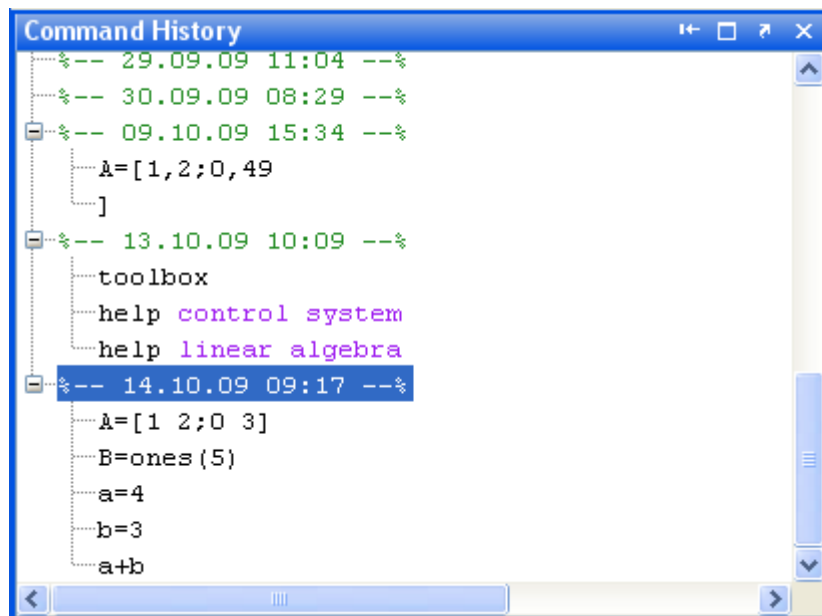 Command History
%-- 29.09.09 11:04 --%
%-- 30.09.09 08:29 --%
%-- 09.10.09 15:34 --%
A=[1,2;0,49
]
%-- 13.10.09 10:09 --%
toolbox
help control system
help linear algebra
%-- 14.10.09 09:17 --%
A=[1 2;0 3]
B=ones(5)
a=4
b=3
a+b